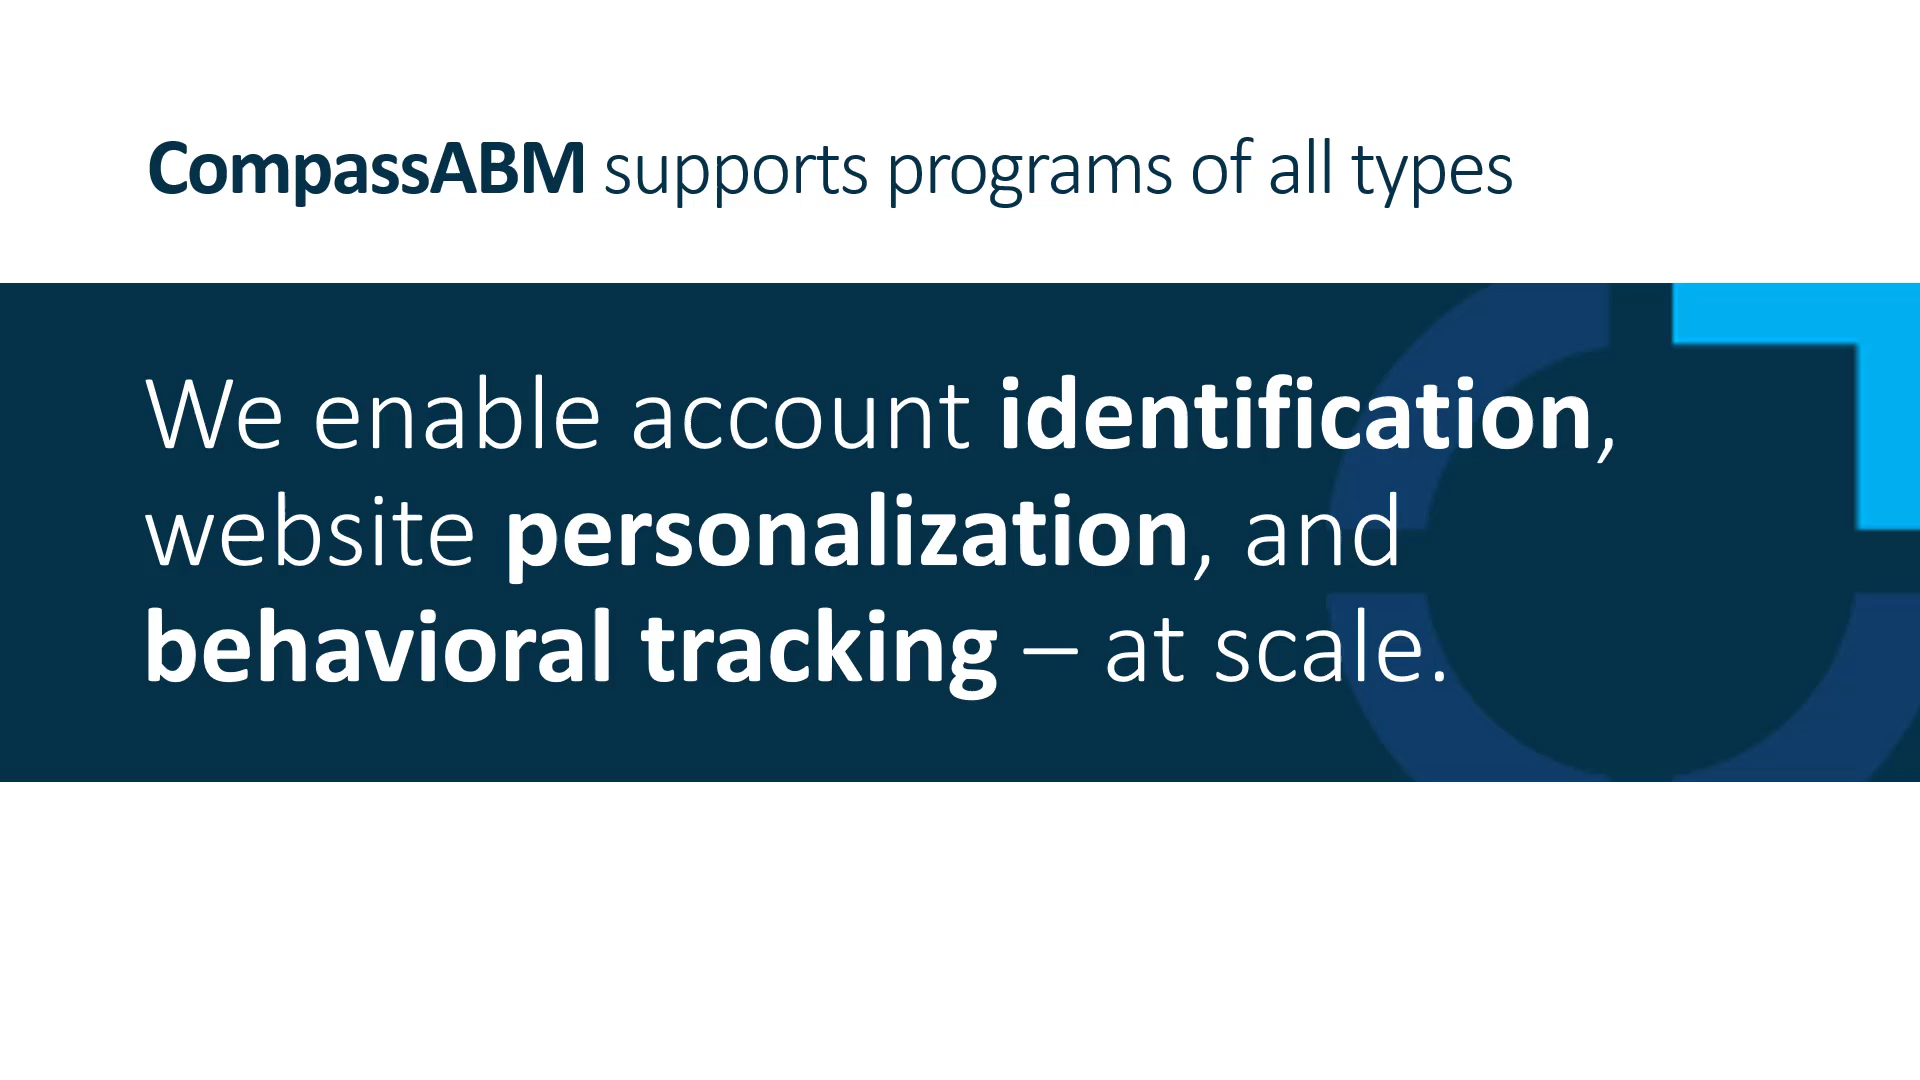 CompassABM supports programs of all types
We enable account identification,
website personalization, and
behavioral tracking – at scale.